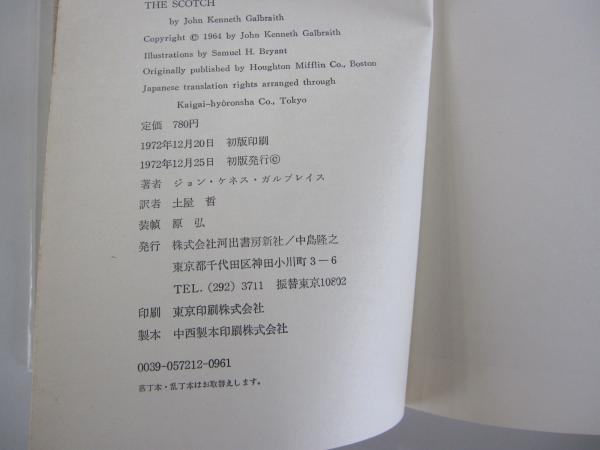 THE SCOTCH
by John Kenneth Galbraith
Copyright © 1964 by John Kenneth Galbraith
Illustrations by Samuel H. Bryant
Originally published by Houghton Mifflin Co., Boston
Japanese translation rights arranged through
Kaigai-hyōronsha Co., Tokyo
定価 780円
1972年12月20日 初版印刷
1972年12月25日 初版発行©
著者 ジョン・ケネス・ガルブレイス
訳者 土屋 哲
装幀 原 弘
発行 株式会社河出書房新社/中島隆之
東京都千代田区神田小川町3-6
TEL. (292) 3711 振替東京10802
印刷 東京印刷株式会社
製本 中西製本印刷株式会社
0039-057212-0961
落丁本・乱丁本はお取替えします。